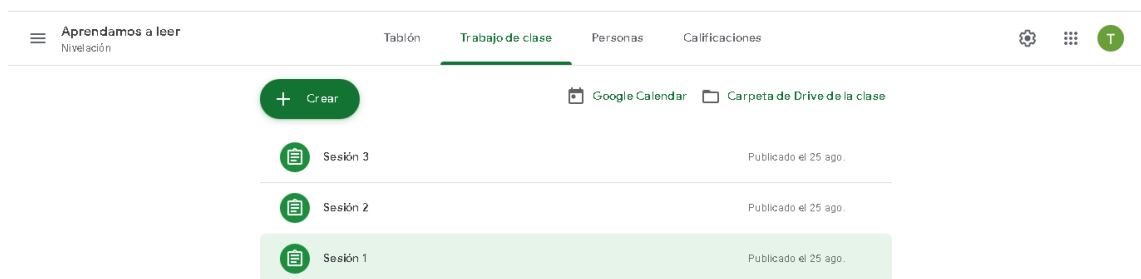 Aprendamos a leer
Nivelación
Tablón
Trabajo de clase
Personas
Calificaciones
T
Crear
Google Calendar
Carpeta de Drive de la clase
Sesión 3
Publicado el 25 ago.
Sesión 2
Publicado el 25 ago.
Sesión 1
Publicado el 25 ago.